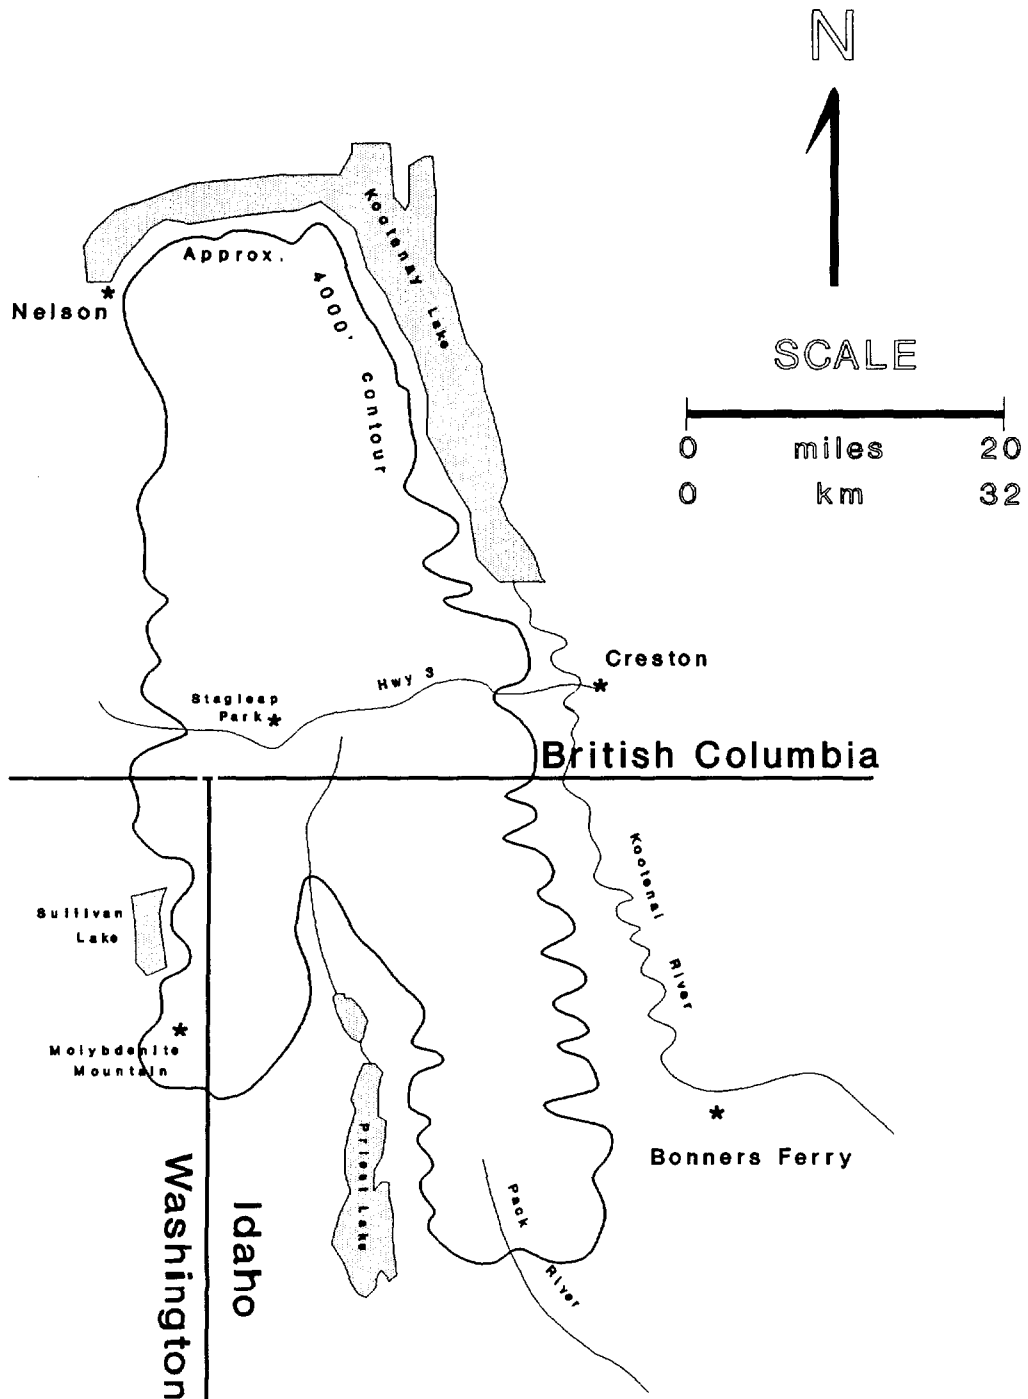 N
SCALE
0 miles 20
0 km 32
Kootenay Lake
Approx. 4000' contour
Nelson
Creston
Hwy 3
Stagleap
Park
British Columbia
Kootenai River
Sullivan
Lake
Molybdenite
Mountain
Priest Lake
Bonners Ferry
Pack River
Washington
Idaho